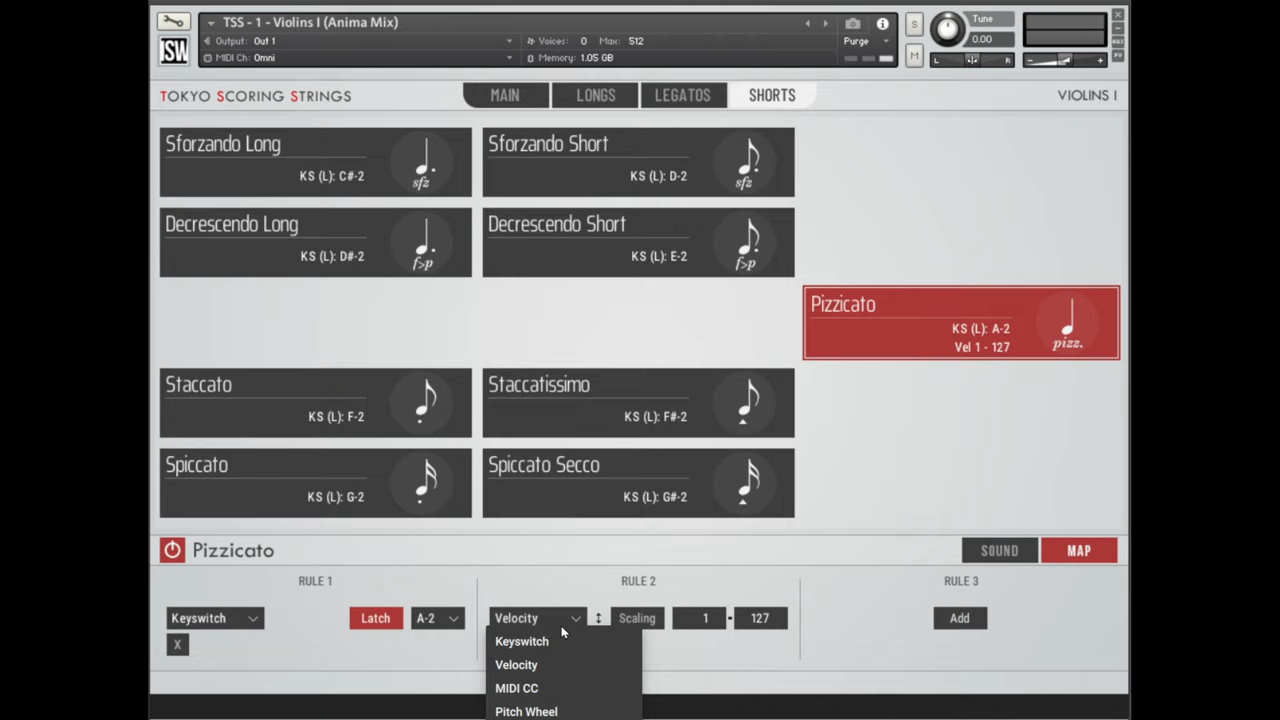 TSS - 1 - Violins I (Anima Mix)
S
Tune
0.00
ISW
Output: Out 1
Voices: 0 Max: 512
Purge
MIDI Ch: Omni
Memory: 1.05 GB
M
L
R
TOKYO SCORING STRINGS
MAIN
LONGS
LEGATOS
SHORTS
VIOLINS I
Sforzando Long
KS (L): C#-2
sfz
Sforzando Short
KS (L): D-2
sfz
Decrescendo Long
KS (L): D#-2
f>p
Decrescendo Short
KS (L): E-2
f>p
Pizzicato
KS (L): A-2
Vel 1 - 127
pizz.
Staccato
KS (L): F-2
Staccatissimo
KS (L): F#-2
Spiccato
KS (L): G-2
Spiccato Secco
KS (L): G#-2
Pizzicato
SOUND
MAP
RULE 1
RULE 2
RULE 3
Keyswitch
Latch
A-2
Velocity
Scaling
1 - 127
Add
X
Keyswitch
Velocity
MIDI CC
Pitch Wheel